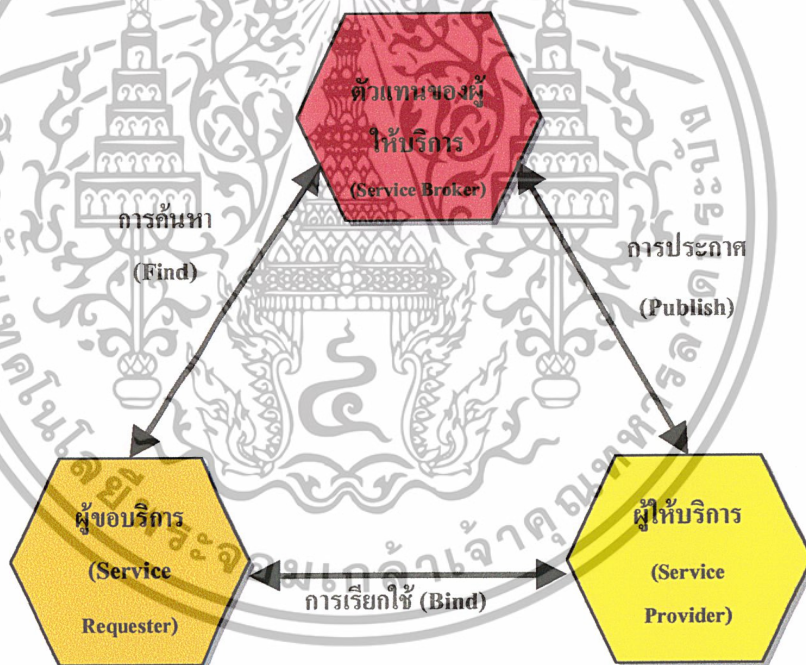 ตัวแทนของผู้
ให้บริการ
(Service Broker)
การค้นหา
(Find)
การประกาศ
(Publish)
ผู้ขอบริการ
(Service
Requester)
ผู้ให้บริการ
(Service
Provider)
การเรียกใช้ (Bind)